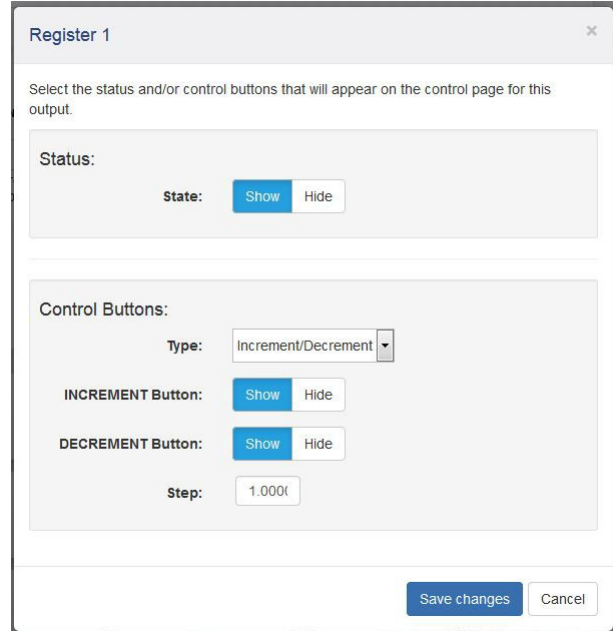 Register 1 ×
Select the status and/or control buttons that will appear on the control page for this
output.
Status:
State: Show Hide
Control Buttons:
Type: Increment/Decrement
INCREMENT Button: Show Hide
DECREMENT Button: Show Hide
Step:
Save changes Cancel